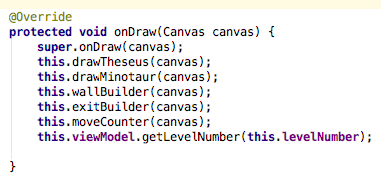 @Override
protected void onDraw(Canvas canvas) {
    super.onDraw(canvas);
    this.drawTheseus(canvas);
    this.drawMinotaur(canvas);
    this.wallBuilder(canvas);
    this.exitBuilder(canvas);
    this.moveCounter(canvas);
    this.viewModel.getLevelNumber(this.levelNumber);
}